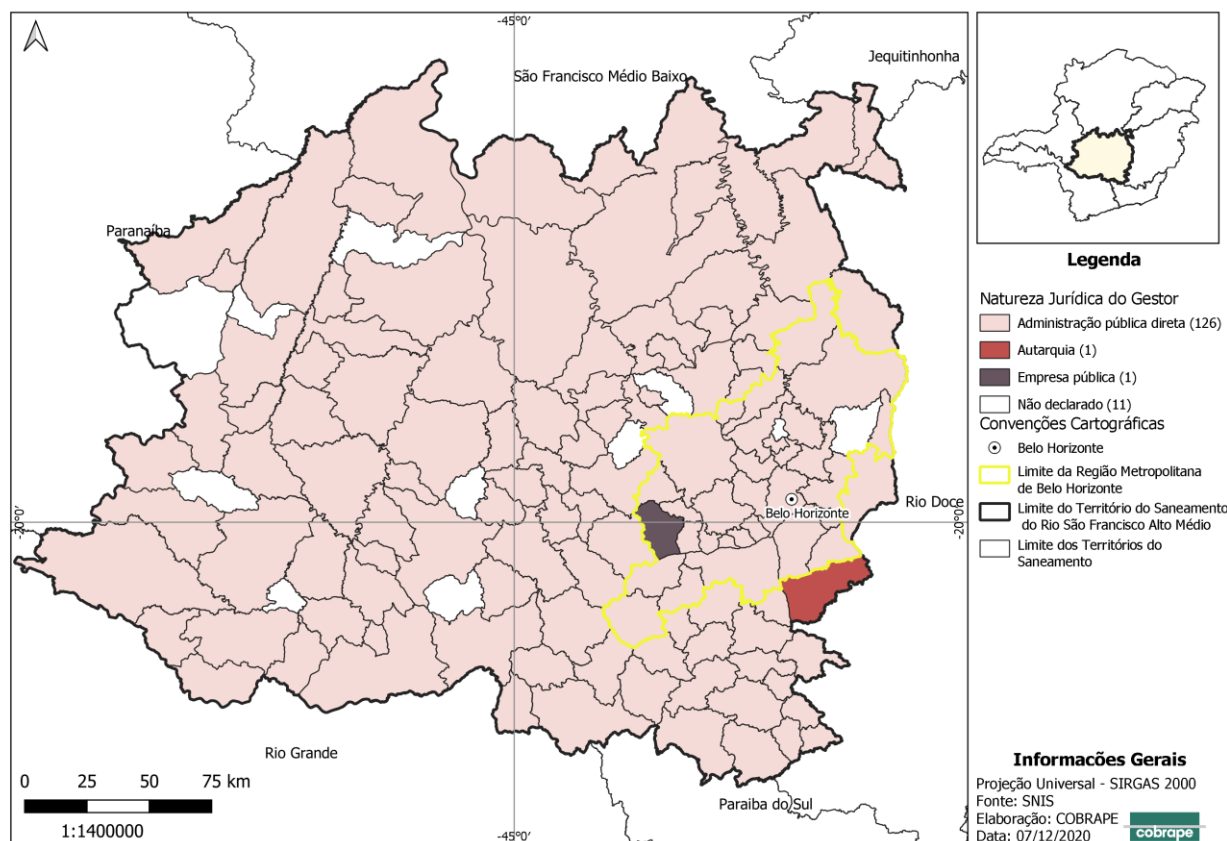 -45°0'
Jequitinhonha
São Francisco Médio Baixo
Paranaíba
Rio Doce
Belo Horizonte
-20°0'
-20°0'
Rio Grande
Paraiba do Sul
-45°0'
0 25 50 75 km
1:1400000
Legenda
Natureza Jurídica do Gestor
Administração pública direta (126)
Autarquia (1)
Empresa pública (1)
Não declarado (11)
Convenções Cartográficas
Belo Horizonte
Limite da Região Metropolitana
de Belo Horizonte
Limite do Território do Saneamento
do Rio São Francisco Alto Médio
Limite dos Territórios do
Saneamento
Informacões Gerais
Projeção Universal - SIRGAS 2000
Fonte: SNIS
Elaboração: COBRAPE
Data: 07/12/2020
cobrape